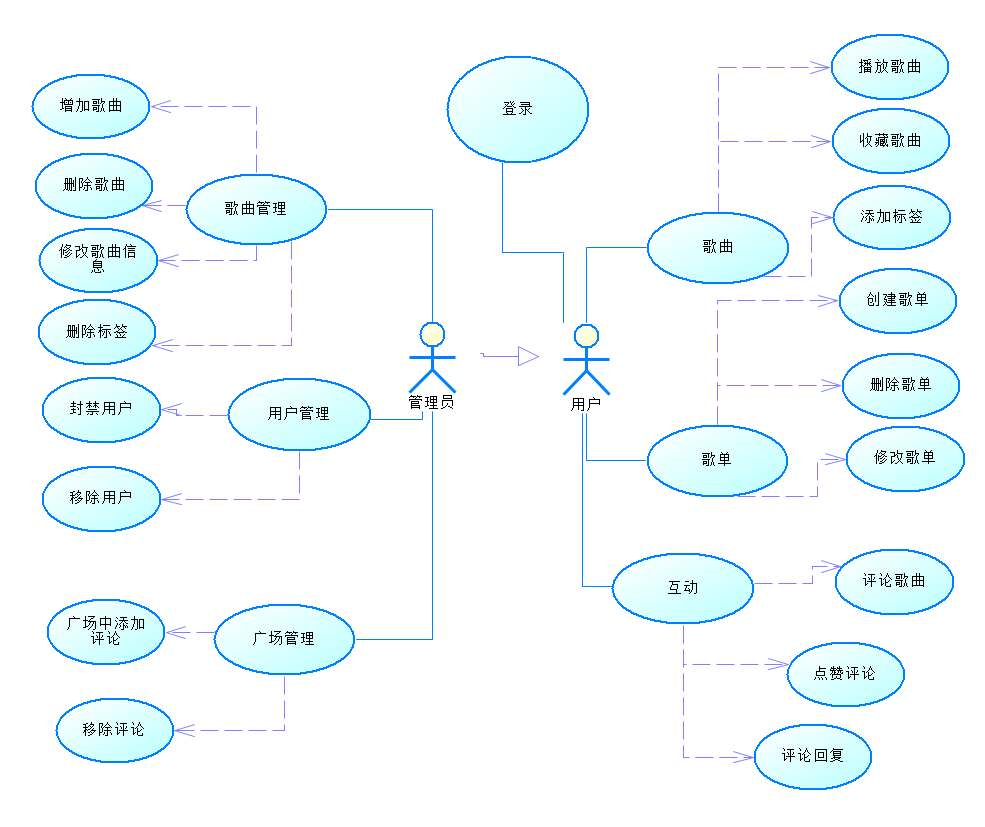 增加歌曲
删除歌曲
修改歌曲信
息
删除标签
封禁用户
移除用户
广场中添加
评论
移除评论
歌曲管理
用户管理
广场管理
管理员
登录
用户
歌曲
歌单
互动
播放歌曲
收藏歌曲
添加标签
创建歌单
删除歌单
修改歌单
评论歌曲
点赞评论
评论回复